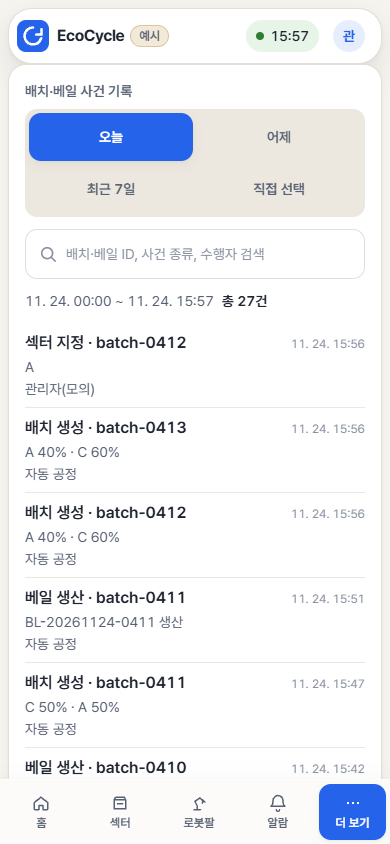 EcoCycle 예시 15:57 관
배치·베일 사건 기록
오늘 어제
최근 7일 직접 선택
배치·베일 ID, 사건 종류, 수행자 검색
11. 24. 00:00 ~ 11. 24. 15:57 총 27건
섹터 지정 · batch-0412 11. 24. 15:56
A
관리자(모의)
배치 생성 · batch-0413 11. 24. 15:56
A 40% · C 60%
자동 공정
배치 생성 · batch-0412 11. 24. 15:56
A 40% · C 60%
자동 공정
베일 생산 · batch-0411 11. 24. 15:51
BL-20261124-0411 생산
자동 공정
배치 생성 · batch-0411 11. 24. 15:47
C 50% · A 50%
자동 공정
베일 생산 · batch-0410 11. 24. 15:42
홈 섹터 로봇팔 알람 더 보기